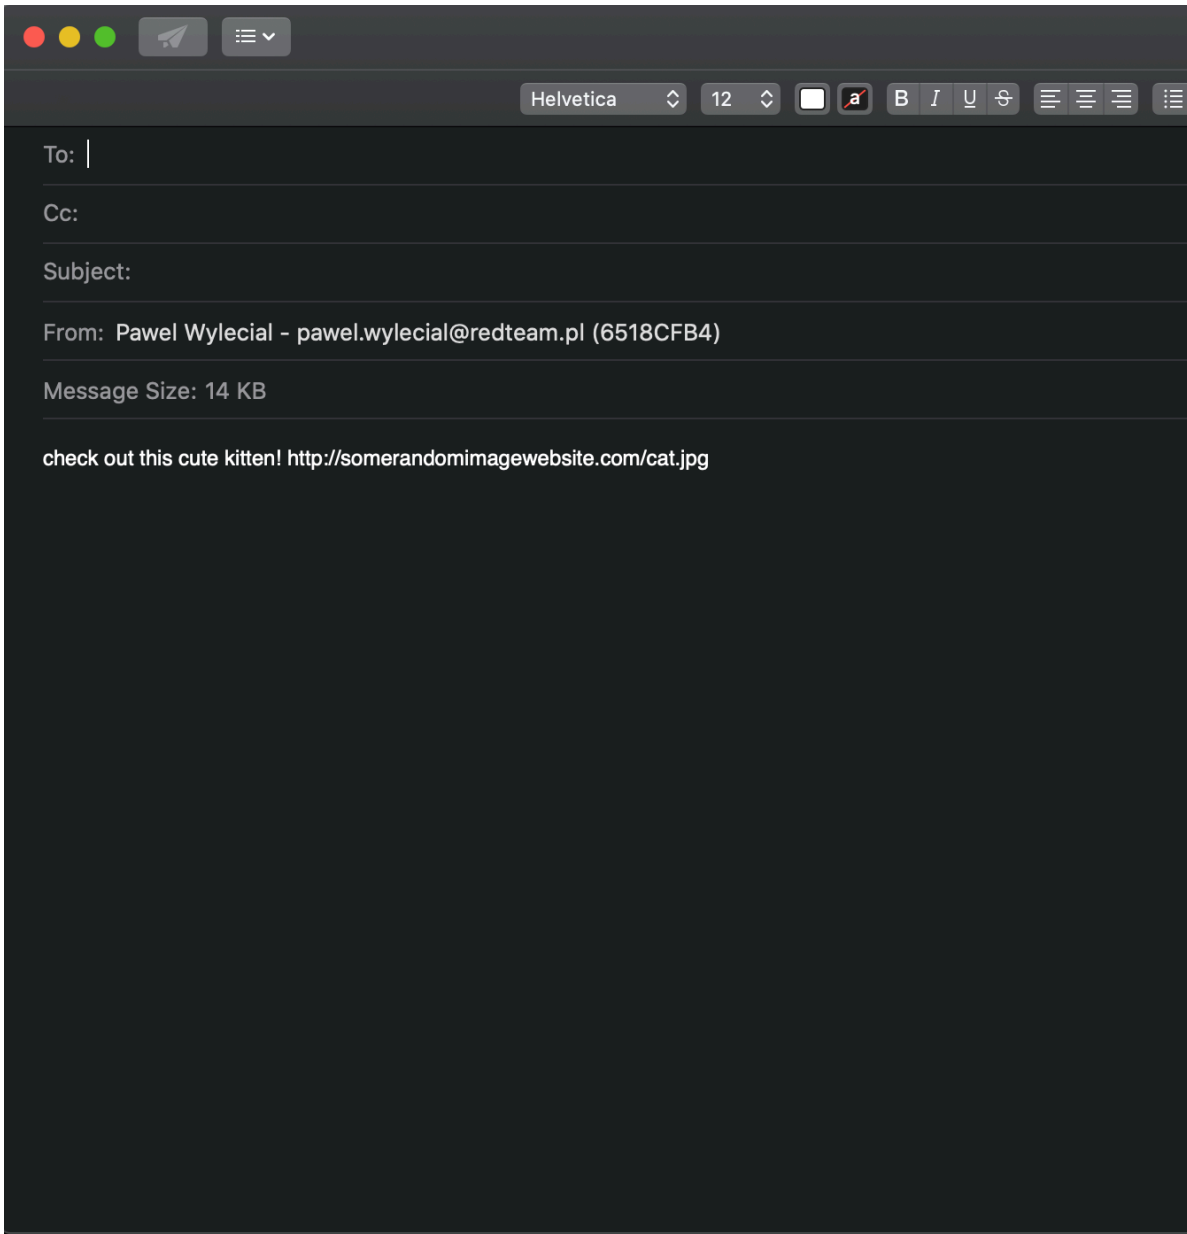 Helvetica 12 a B I U S
To:
Cc:
Subject:
From: Pawel Wylecial - pawel.wylecial@redteam.pl (6518CFB4)
Message Size: 14 KB
check out this cute kitten! http://somerandomimagewebsite.com/cat.jpg